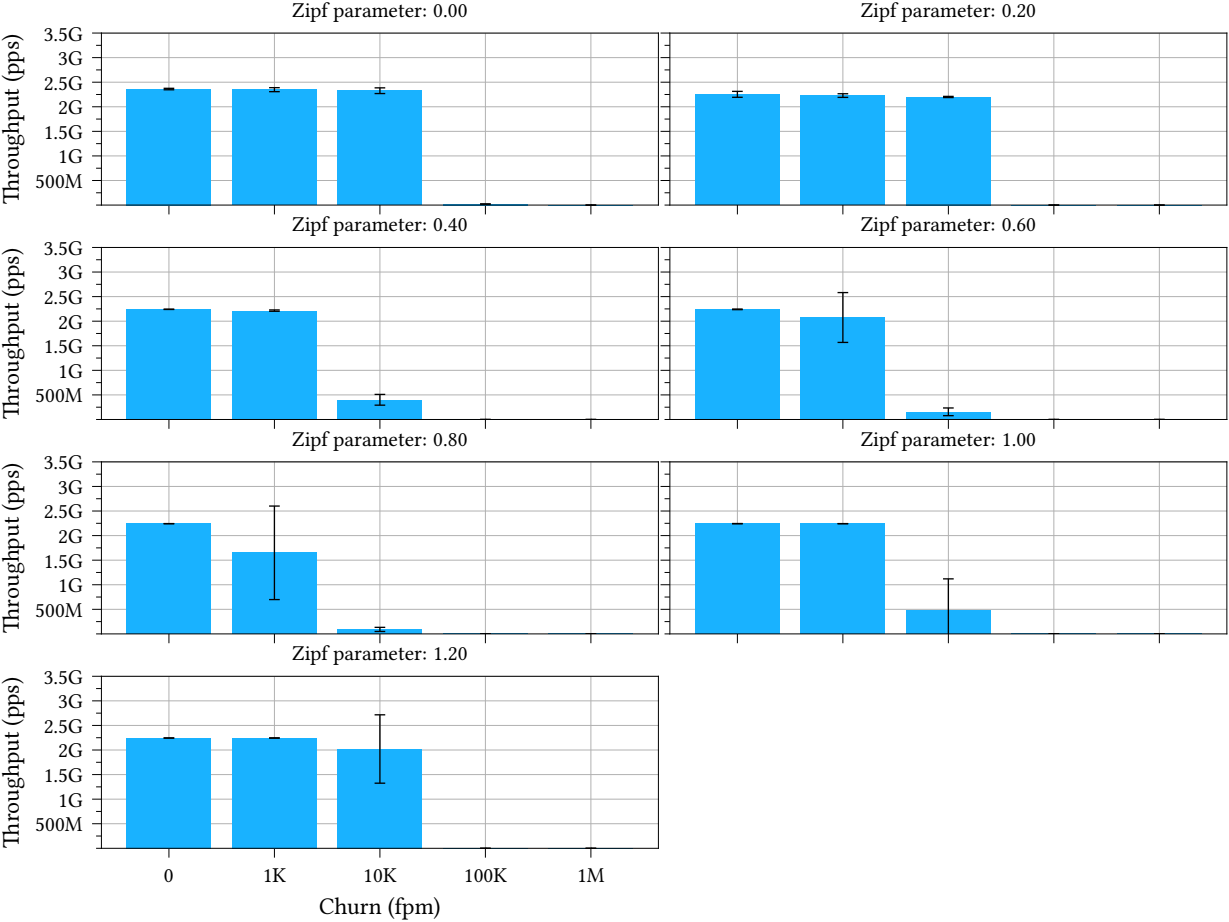 Zipf parameter: 0.00
Zipf parameter: 0.20
Throughput (pps)
3.5G
3G
2.5G
2G
1.5G
1G
500M
Zipf parameter: 0.40
Zipf parameter: 0.60
Throughput (pps)
3.5G
3G
2.5G
2G
1.5G
1G
500M
Zipf parameter: 0.80
Zipf parameter: 1.00
Throughput (pps)
3.5G
3G
2.5G
2G
1.5G
1G
500M
Zipf parameter: 1.20
Throughput (pps)
3.5G
3G
2.5G
2G
1.5G
1G
500M
0 1K 10K 100K 1M
Churn (fpm)